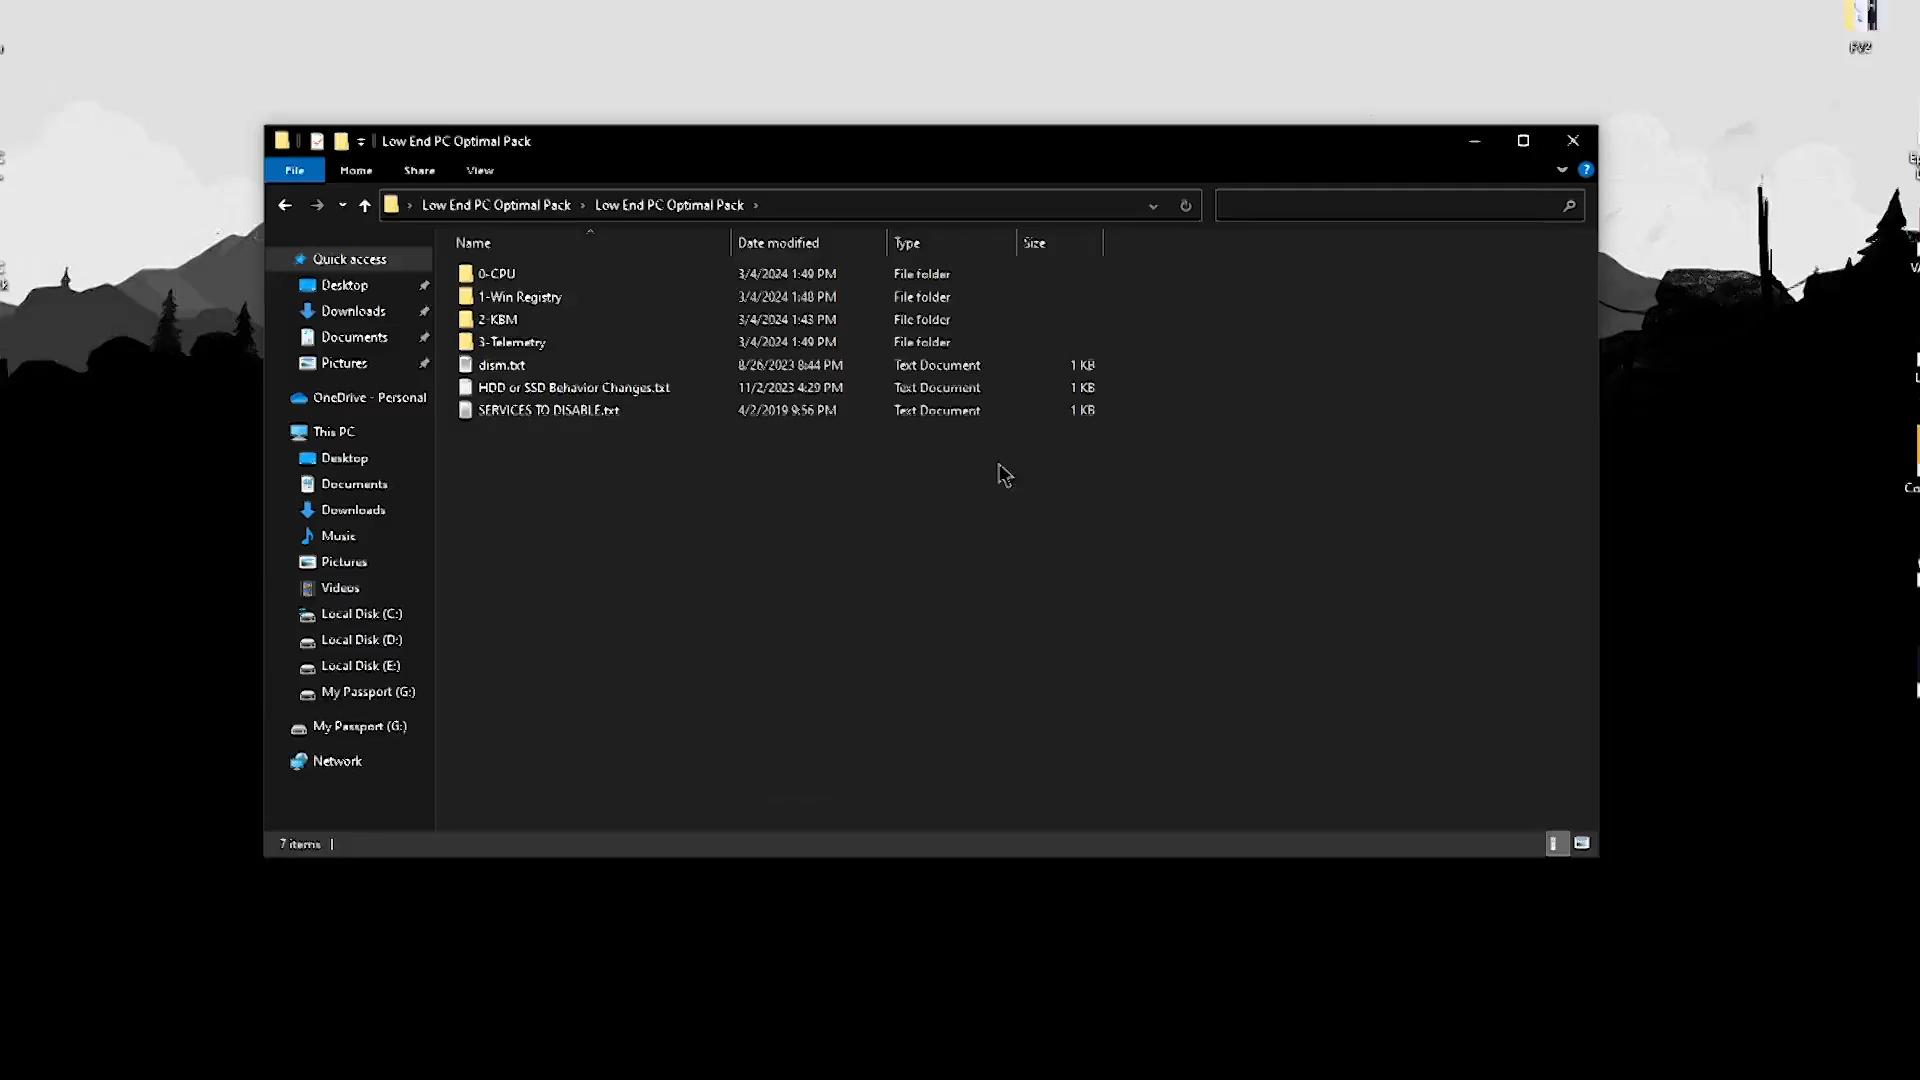 FV2
Low End PC Optimal Pack
File Home Share View
Low End PC Optimal Pack Low End PC Optimal Pack
Name Date modified Type Size
0-CPU 3/4/2024 1:49 PM File folder
1-Win Registry 3/4/2024 1:48 PM File folder
2-KBM 3/4/2024 1:43 PM File folder
3-Telemetry 3/4/2024 1:49 PM File folder
dism.txt 8/26/2023 8:44 PM Text Document 1 KB
HDD or SSD Behavior Changes.txt 11/2/2023 4:29 PM Text Document 1 KB
SERVICES TO DISABLE.txt 4/2/2019 9:56 PM Text Document 1 KB
Quick access
Desktop
Downloads
Documents
Pictures
OneDrive - Personal
This PC
Desktop
Documents
Downloads
Music
Pictures
Videos
Local Disk (C:)
Local Disk (D:)
Local Disk (E:)
My Passport (G:)
My Passport (G:)
Network
7 items